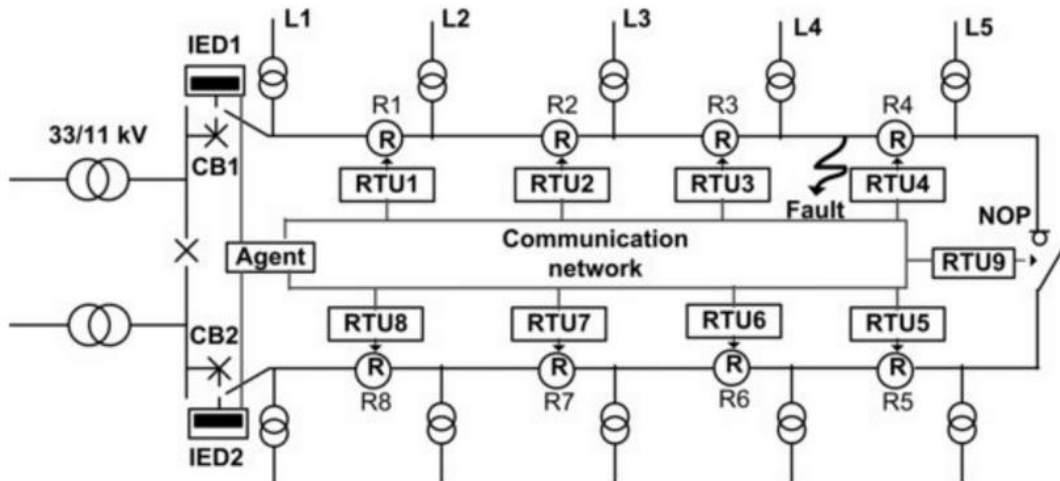 L1
L2
L3
L4
L5
IED1
R1
R2
R3
R4
33/11 kV
CB1
R
R
R
R
RTU1
RTU2
RTU3
RTU4
Fault
NOP
Agent
Communication
network
RTU9
CB2
RTU8
RTU7
RTU6
RTU5
R
R
R
R
R8
R7
R6
R5
IED2